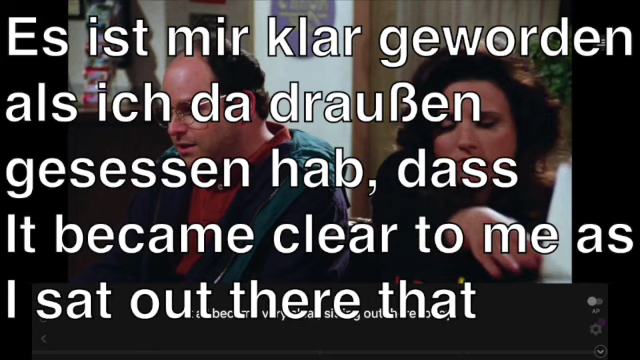 Es ist mir klar geworden
als ich da draußen
gesessen hab, dass
It became clear to me as
I sat out there that
AP